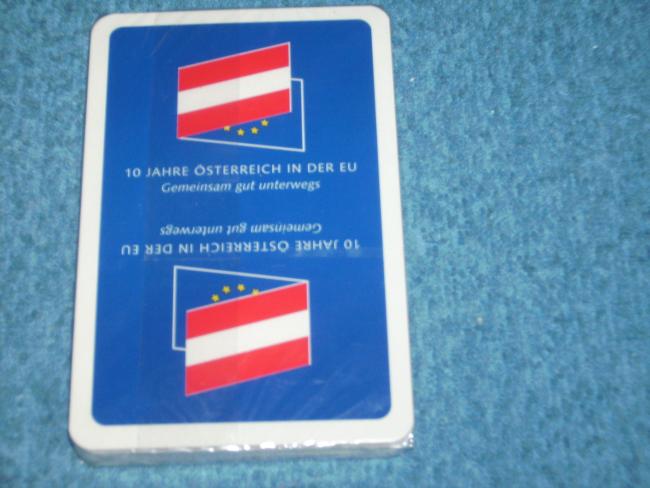 10 JAHRE ÖSTERREICH IN DER EU
Gemeinsam gut unterwegs
Gemeinsam gut unterwegs
10 JAHRE ÖSTERREICH IN DER EU